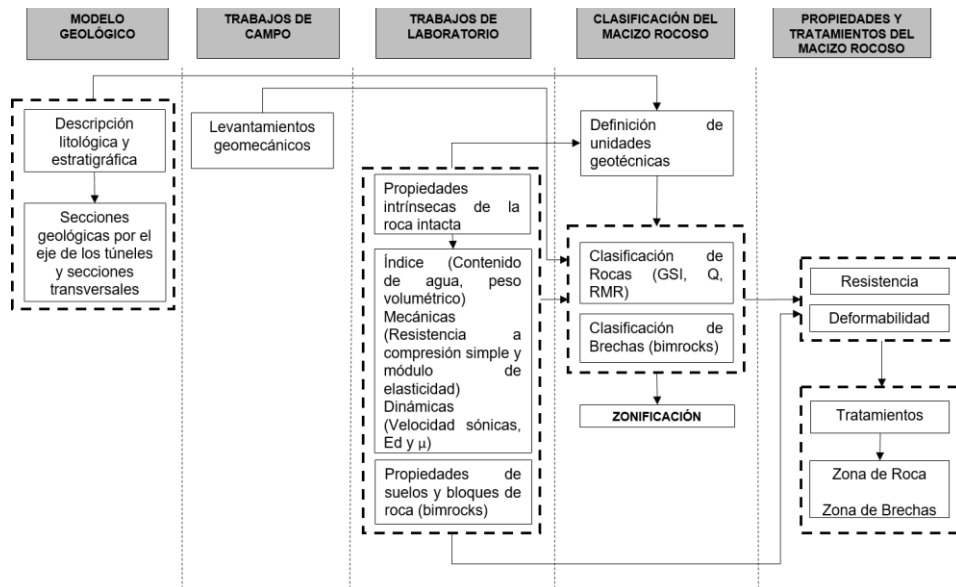 MODELO
GEOLÓGICO
TRABAJOS DE
CAMPO
TRABAJOS DE
LABORATORIO
CLASIFICACIÓN DEL
MACIZO ROCOSO
PROPIEDADES Y
TRATAMIENTOS DEL
MACIZO ROCOSO
Descripción
litológica y
estratigráfica
Secciones
geológicas por el
eje de los túneles
y secciones
transversales
Levantamientos
geomecánicos
Propiedades
intrínsecas de la
roca intacta
Índice (Contenido
de agua, peso
volumétrico)
Mecánicas
(Resistencia a
compresión simple y
módulo de
elasticidad)
Dinámicas
(Velocidad sónicas,
Ed y μ)
Propiedades de
suelos y bloques de
roca (bimrocks)
Definición de
unidades
geotécnicas
Clasificación de
Rocas (GSI, Q,
RMR)
Clasificación de
Brechas (bimrocks)
ZONIFICACIÓN
Resistencia
Deformabilidad
Tratamientos
Zona de Roca
Zona de Brechas